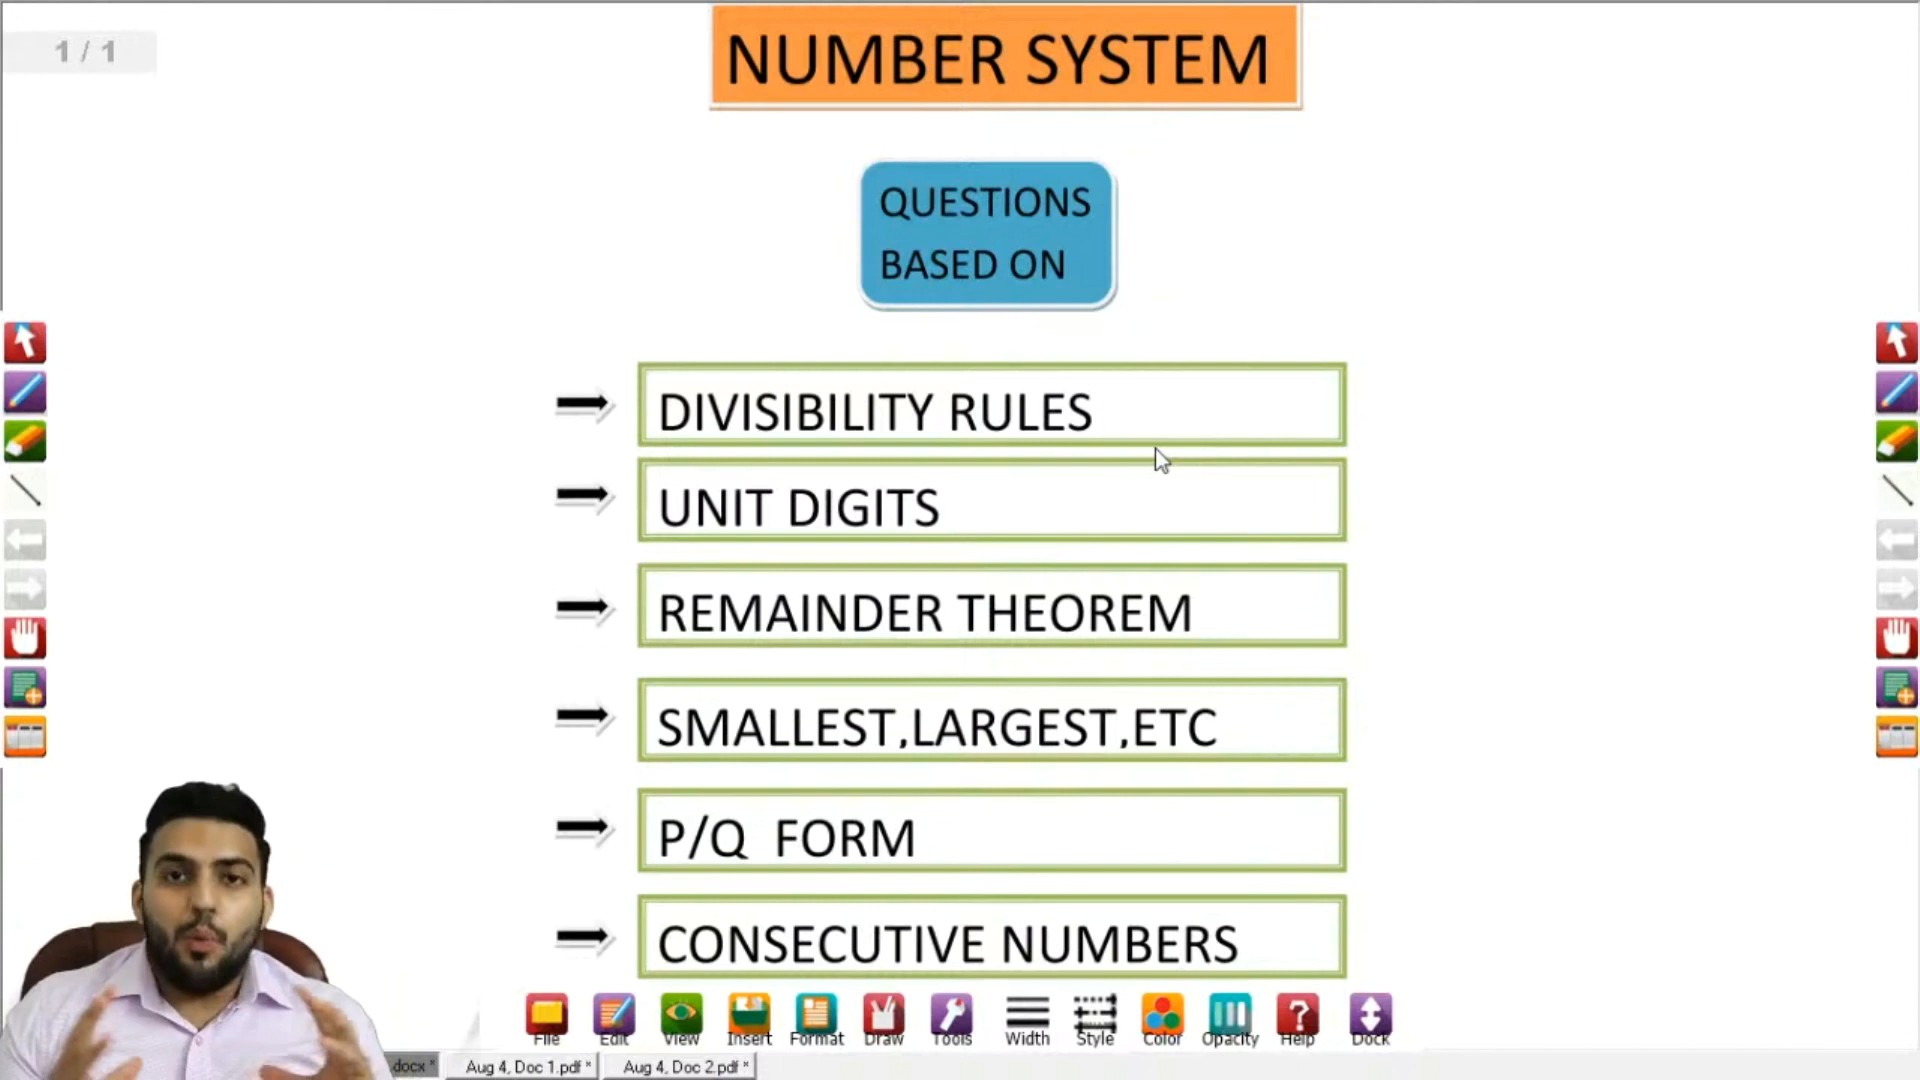 1 / 1
NUMBER SYSTEM
QUESTIONS
BASED ON
DIVISIBILITY RULES
UNIT DIGITS
REMAINDER THEOREM
SMALLEST,LARGEST,ETC
P/Q FORM
CONSECUTIVE NUMBERS
File Edit View Insert Format Draw Tools Width Style Color Opacity Help Dock
.docx * Aug 4, Doc 1.pdf * Aug 4, Doc 2.pdf *